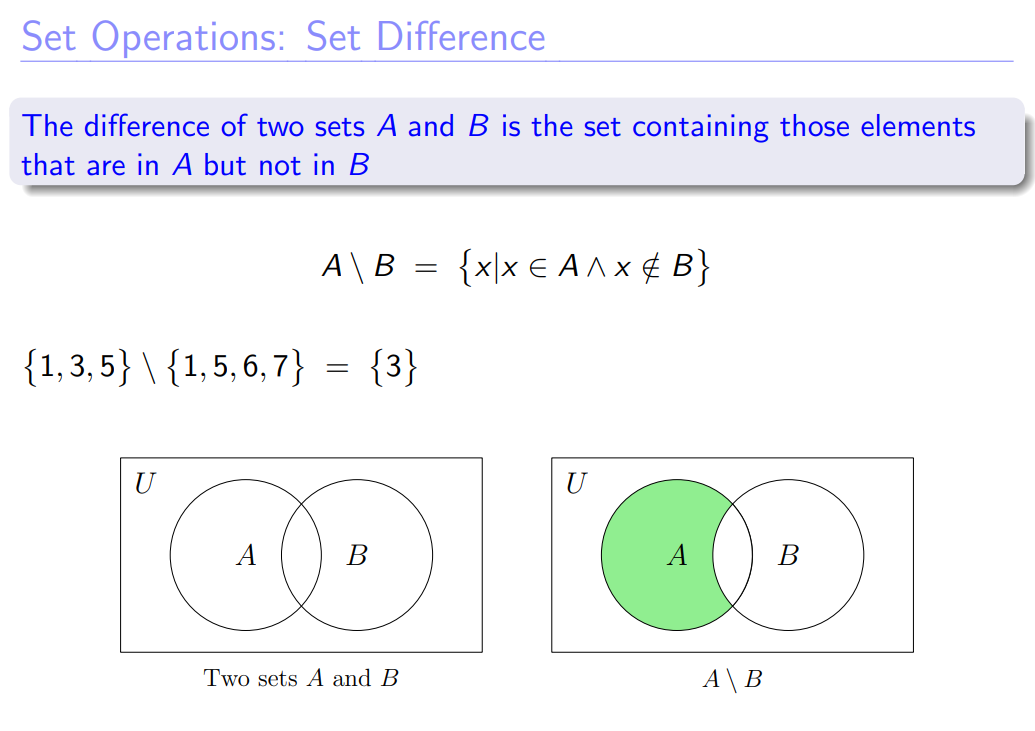 Set Operations: Set Difference
The difference of two sets A and B is the set containing those elements
that are in A but not in B
A \ B = {x|x ∈ A ∧ x ∉ B}
{1, 3, 5} \ {1, 5, 6, 7} = {3}
U
A B
Two sets A and B
U
A B
A \ B